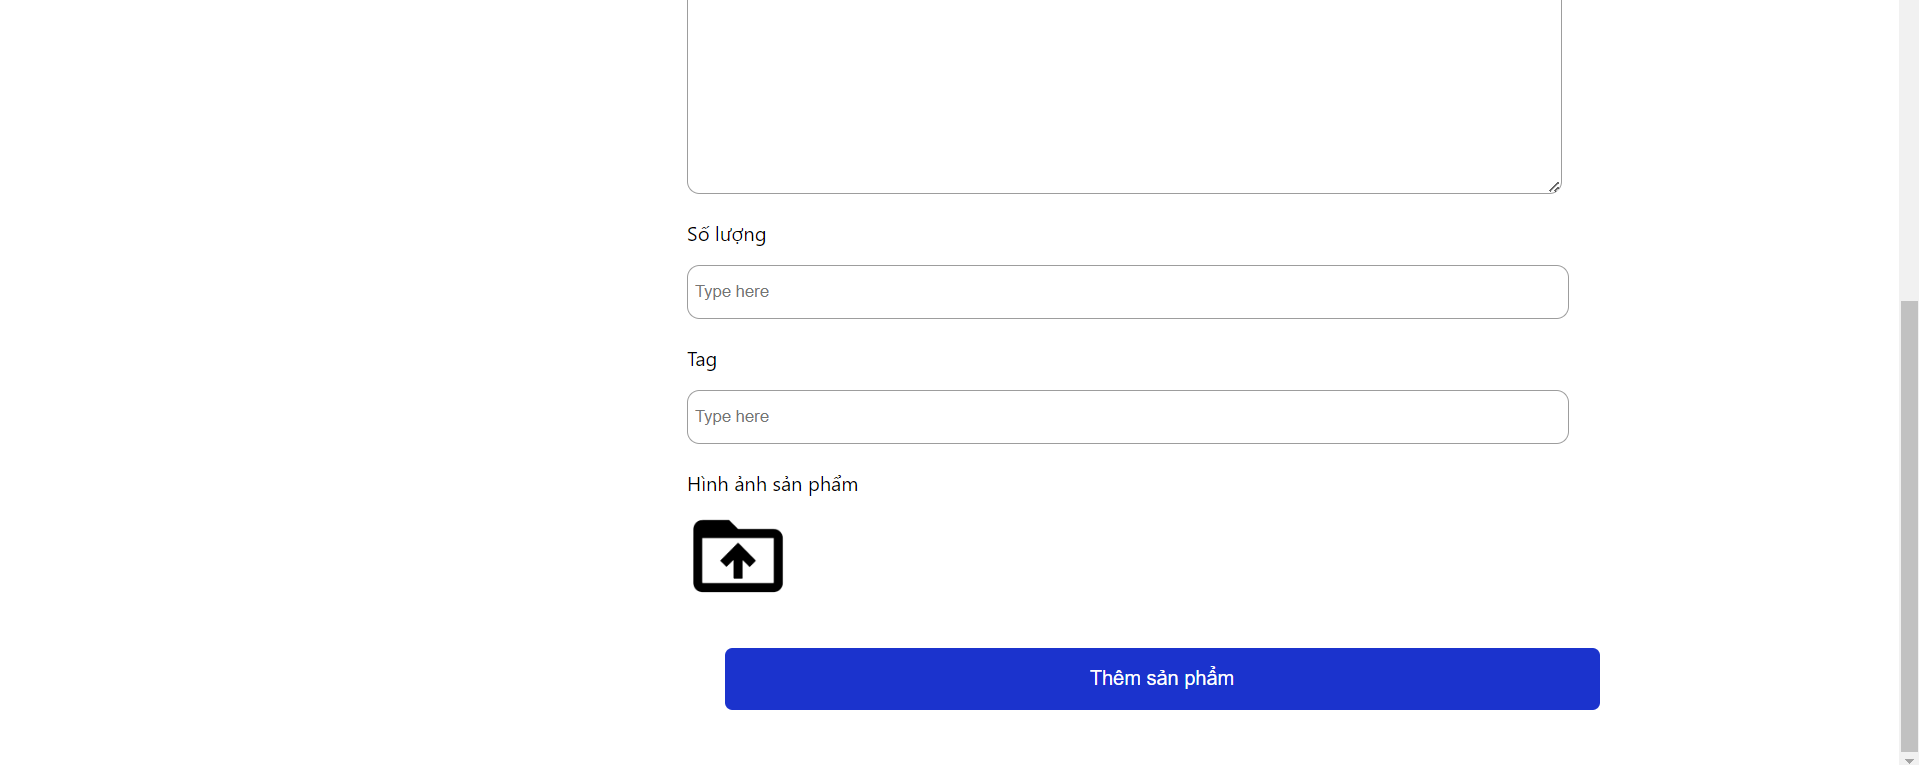 Số lượng
Type here
Tag
Type here
Hình ảnh sản phẩm
Thêm sản phẩm